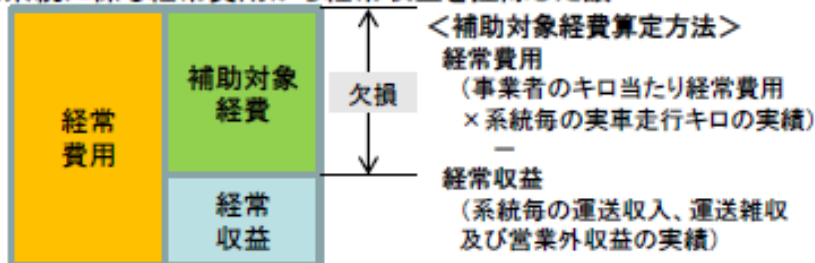 経常
費用
補助対象
経費
欠損
経常
収益
＜補助対象経費算定方法＞
経常費用
（事業者のキロ当たり経常費用
×系統毎の実車走行キロの実績）
－
経常収益
（系統毎の運送収入、運送雑収
及び営業外収益の実績）